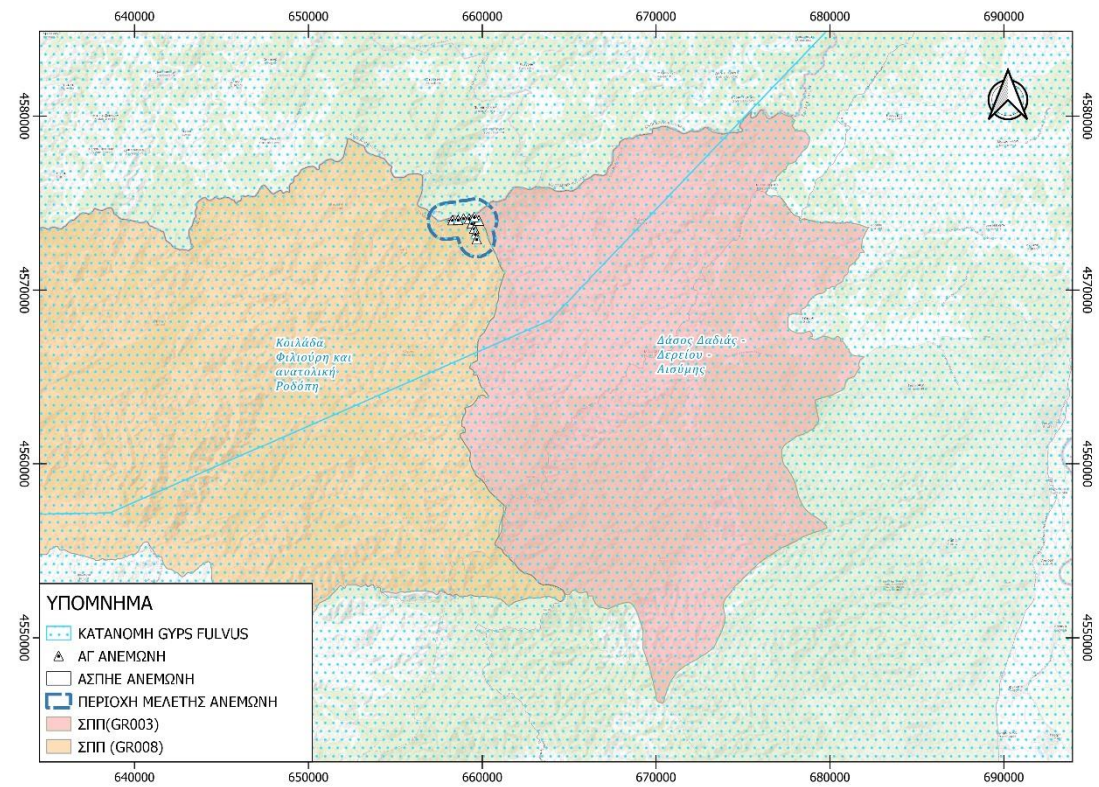 640000 650000 660000 670000 680000 690000
4580000 4580000
4570000 4570000
Κοιλάδα
Φιλιούρη και
ανατολική
Ροδόπη
Δάσος Δαδιάς -
Δερείου -
Αισύμης
4560000 4560000
4550000 4550000
ΥΠΟΜΝΗΜΑ
ΚΑΤΑΝΟΜΗ GYPS FULVUS
ΑΓ ΑΝΕΜΩΝΗ
ΑΣΠΗΕ ΑΝΕΜΩΝΗ
ΠΕΡΙΟΧΗ ΜΕΛΕΤΗΣ ΑΝΕΜΩΝΗ
ΣΠΠ(GR003)
ΣΠΠ (GR008)
640000 650000 660000 670000 680000 690000